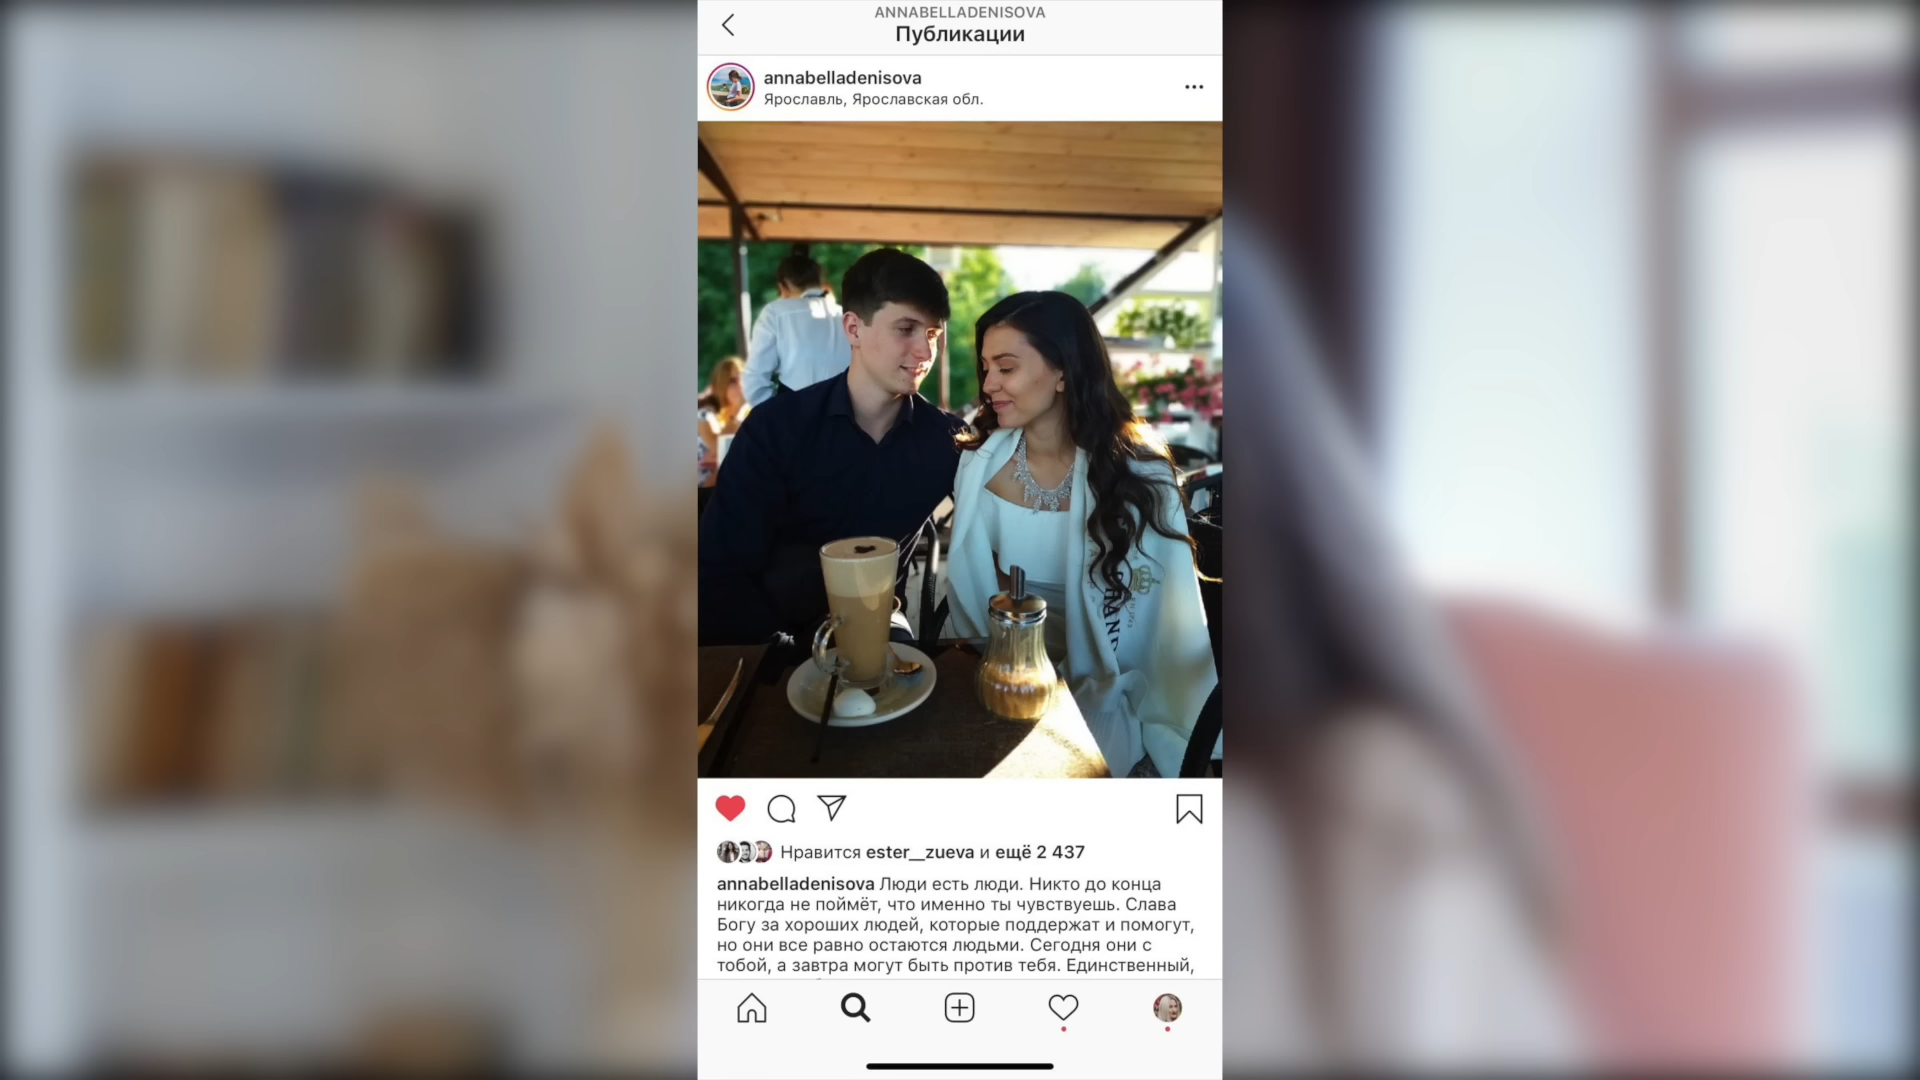 ANNABELLADENISOVA
Публикации
annabelladenisova
Ярославль, Ярославская обл.
Нравится ester__zueva и ещё 2 437
annabelladenisova Люди есть люди. Никто до конца
никогда не поймёт, что именно ты чувствуешь. Слава
Богу за хороших людей, которые поддержат и помогут,
но они все равно остаются людьми. Сегодня они с
тобой, а завтра могут быть против тебя. Единственный,